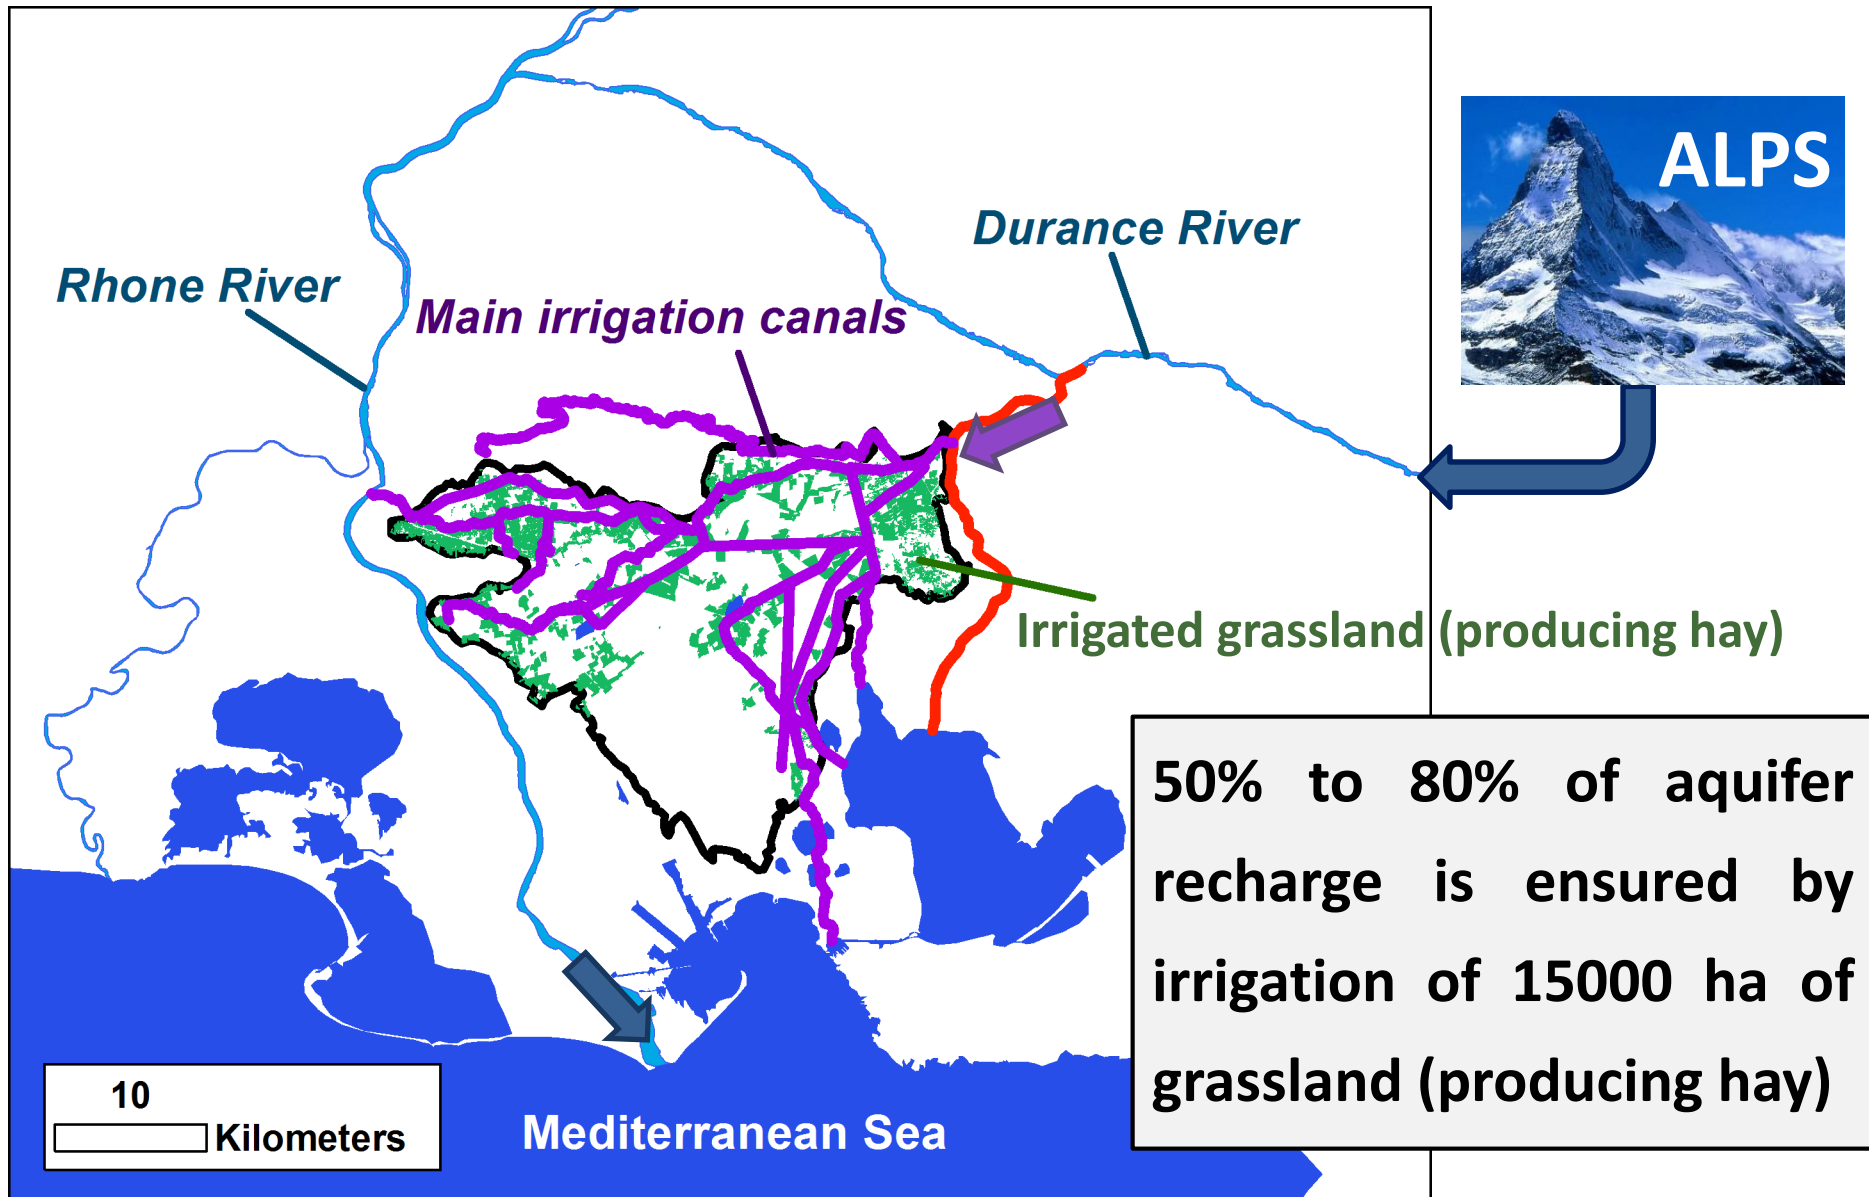 ALPS
Durance River
Rhone River
Main irrigation canals
Irrigated grassland (producing hay)
50% to 80% of aquifer
recharge is ensured by
irrigation of 15000 ha of
grassland (producing hay)
10
Kilometers
Mediterranean Sea